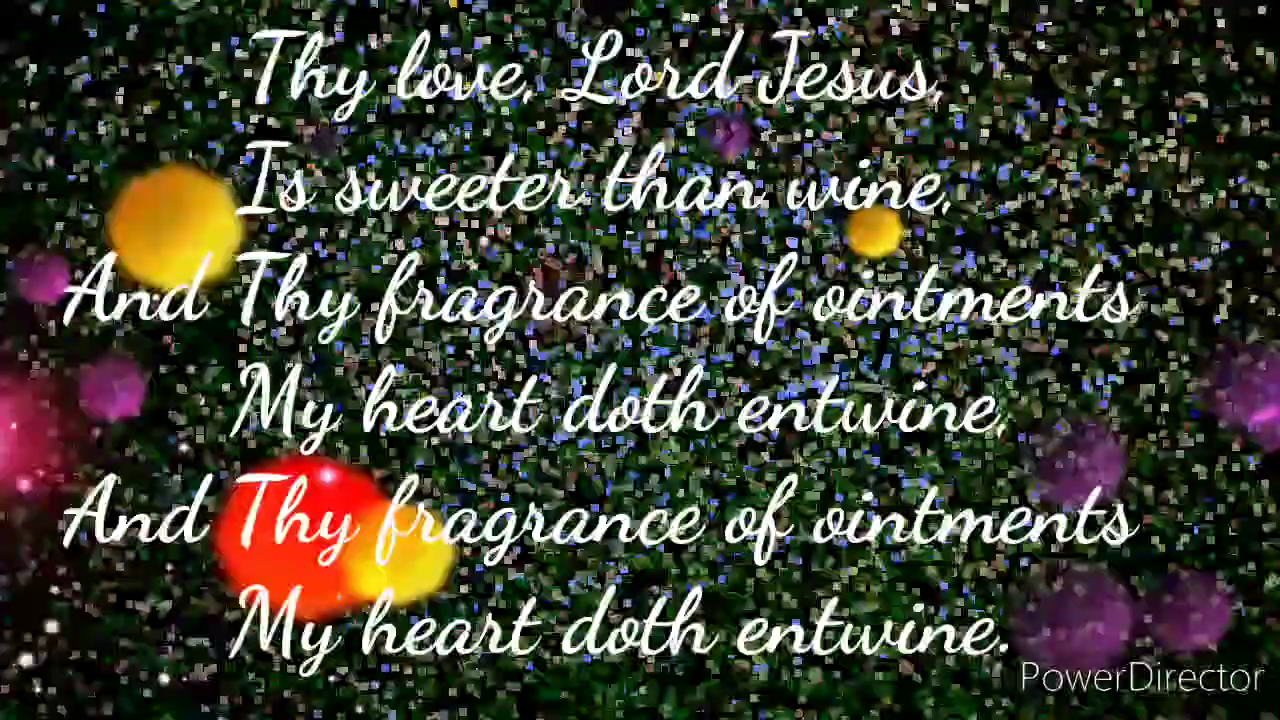 Thy love, Lord Jesus,
Is sweeter than wine,
And Thy fragrance of ointments
My heart doth entwine,
And Thy fragrance of ointments
My heart doth entwine.
PowerDirector